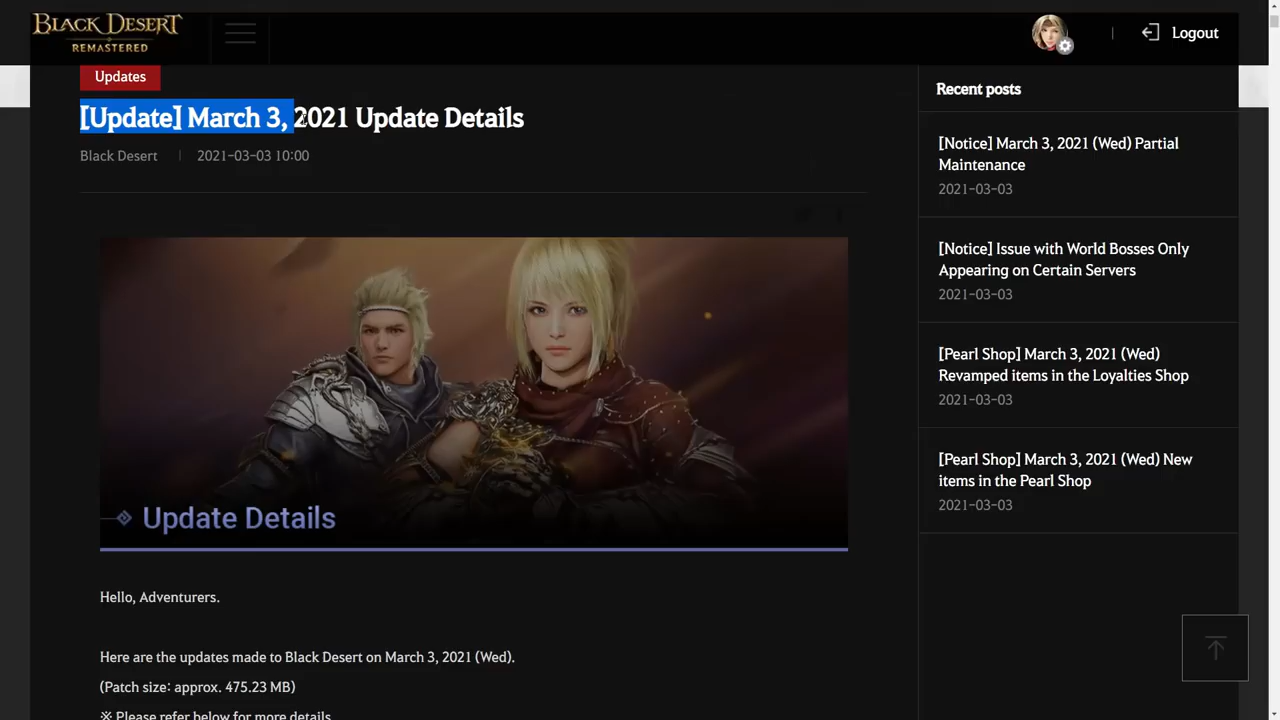 BLACK DESERT
REMASTERED
Logout
Updates
[Update] March 3, 2021 Update Details
Black Desert | 2021-03-03 10:00
Update Details
Hello, Adventurers.
Here are the updates made to Black Desert on March 3, 2021 (Wed).
(Patch size: approx. 475.23 MB)
※ Please refer below for more details
Recent posts
[Notice] March 3, 2021 (Wed) Partial
Maintenance
2021-03-03
[Notice] Issue with World Bosses Only
Appearing on Certain Servers
2021-03-03
[Pearl Shop] March 3, 2021 (Wed)
Revamped items in the Loyalties Shop
2021-03-03
[Pearl Shop] March 3, 2021 (Wed) New
items in the Pearl Shop
2021-03-03